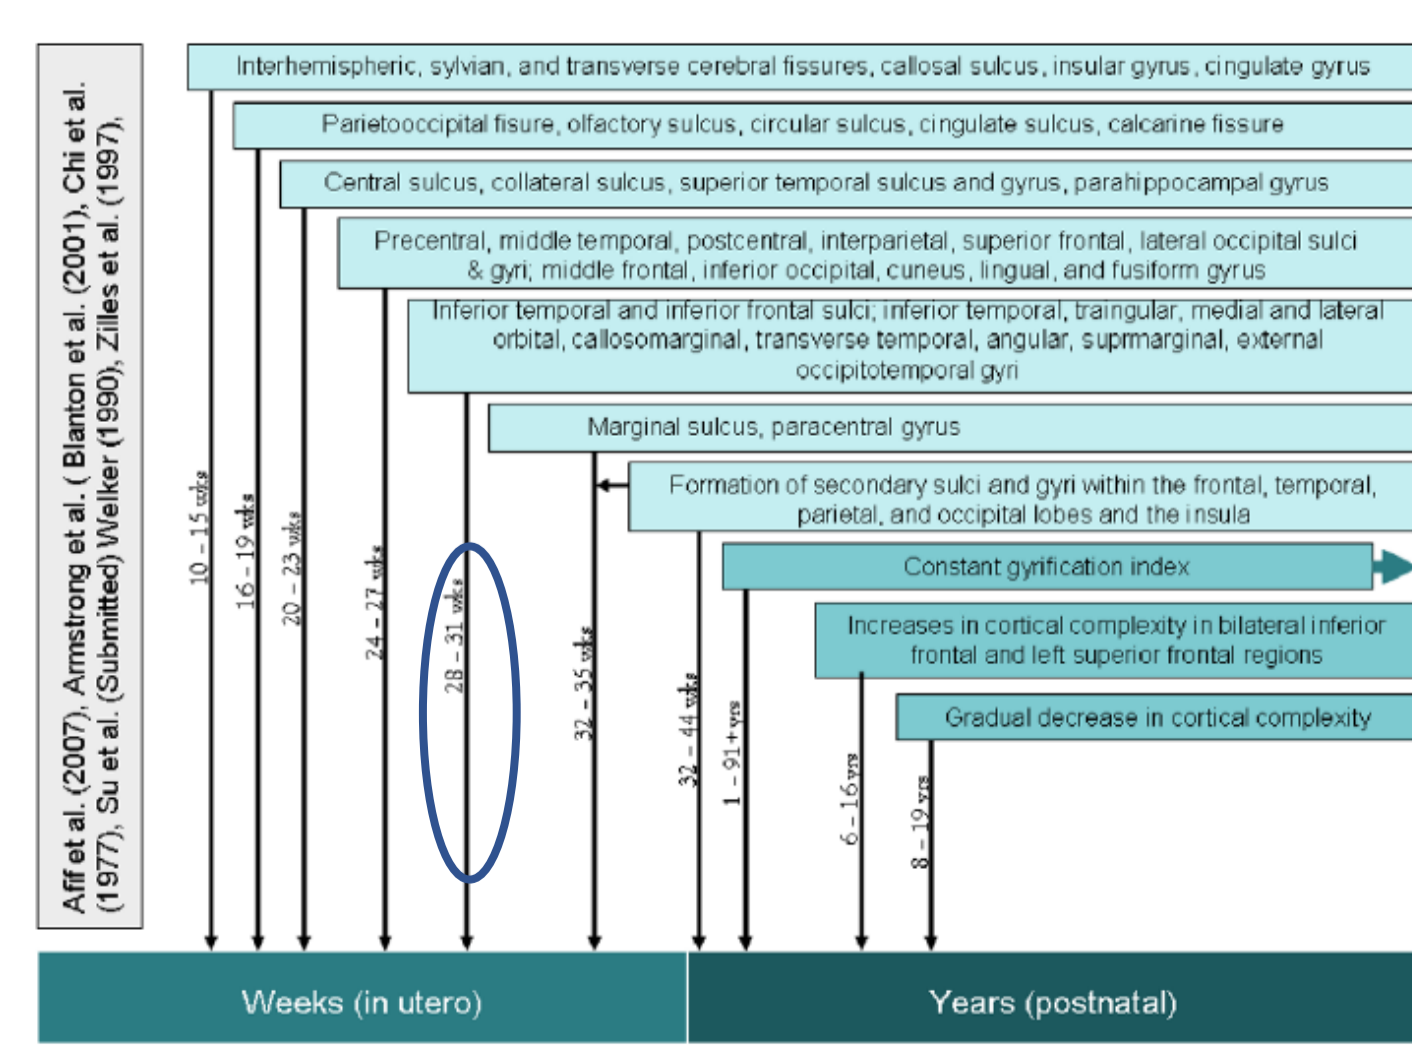 Afif et al. (2007), Armstrong et al. ( Blanton et al. (2001), Chi et al.
(1977), Su et al. (Submitted) Welker (1990), Zilles et al. (1997),
Interhemispheric, sylvian, and transverse cerebral fissures, callosal sulcus, insular gyrus, cingulate gyrus
Parietooccipital fisure, olfactory sulcus, circular sulcus, cingulate sulcus, calcarine fissure
Central sulcus, collateral sulcus, superior temporal sulcus and gyrus, parahippocampal gyrus
Precentral, middle temporal, postcentral, interparietal, superior frontal, lateral occipital sulci
& gyri; middle frontal, inferior occipital, cuneus, lingual, and fusiform gyrus
Inferior temporal and inferior frontal sulci; inferior temporal, traingular, medial and lateral
orbital, callosomarginal, transverse temporal, angular, suprmarginal, external
occipitotemporal gyri
Marginal sulcus, paracentral gyrus
Formation of secondary sulci and gyri within the frontal, temporal,
parietal, and occipital lobes and the insula
Constant gyrification index
Increases in cortical complexity in bilateral inferior
frontal and left superior frontal regions
Gradual decrease in cortical complexity
10 – 15 wks
16 – 19 wks
20 – 23 wks
24 – 27 wks
28 – 31 wks
32 – 35 wks
32 – 44 wks
1 – 91+ yrs
6 – 16 yrs
8 – 19 yrs
Weeks (in utero)
Years (postnatal)